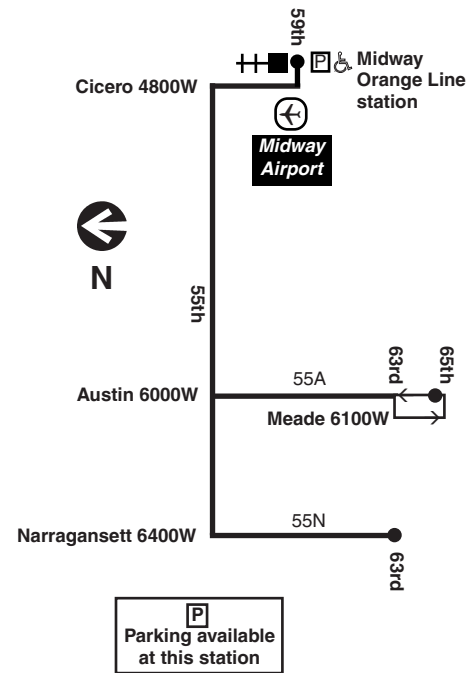 59th
P
Midway
Orange Line
station
Cicero 4800W
Midway
Airport
N
55th
55A
63rd
65th
Austin 6000W
Meade 6100W
55N
Narragansett 6400W
63rd
P
Parking available
at this station